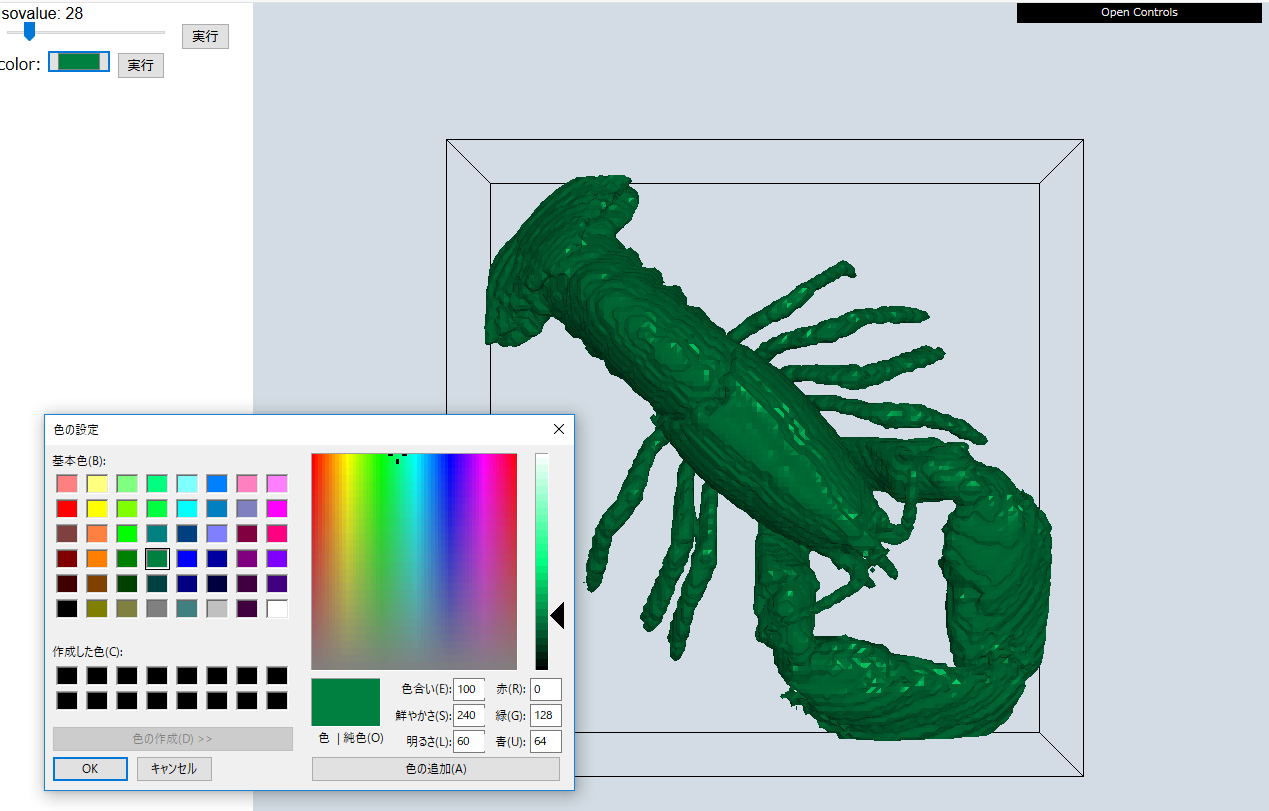 sovalue: 28
実行
Open Controls
color:
実行
色の設定
基本色(B):
作成した色(C):
色の作成(D) >>
OK
キャンセル
色 | 純色(O)
色合い(E): 100
鮮やかさ(S): 240
明るさ(L): 60
赤(R): 0
緑(G): 128
青(U): 64
色の追加(A)